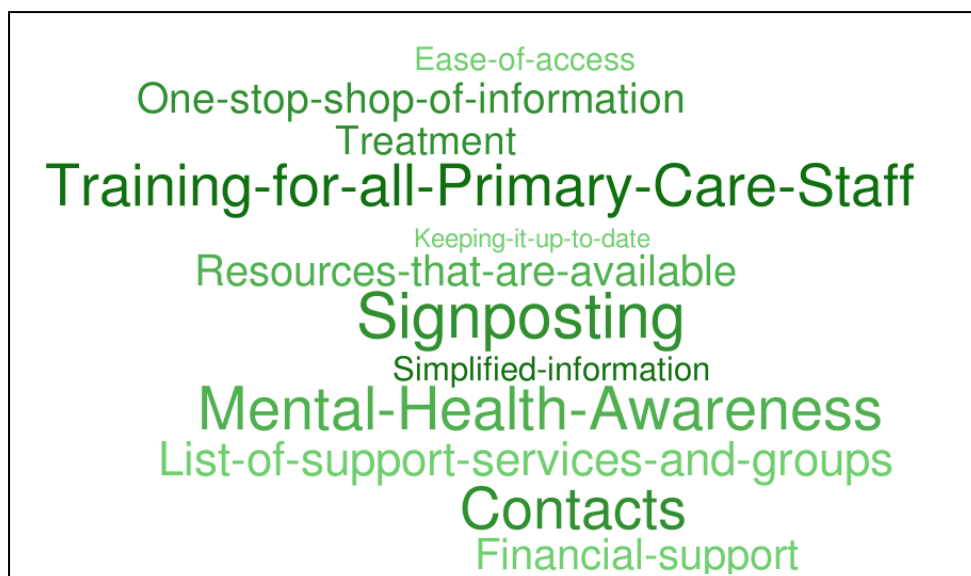 Ease-of-access
One-stop-shop-of-information
Treatment
Training-for-all-Primary-Care-Staff
Keeping-it-up-to-date
Resources-that-are-available
Signposting
Simplified-information
Mental-Health-Awareness
List-of-support-services-and-groups
Contacts
Financial-support